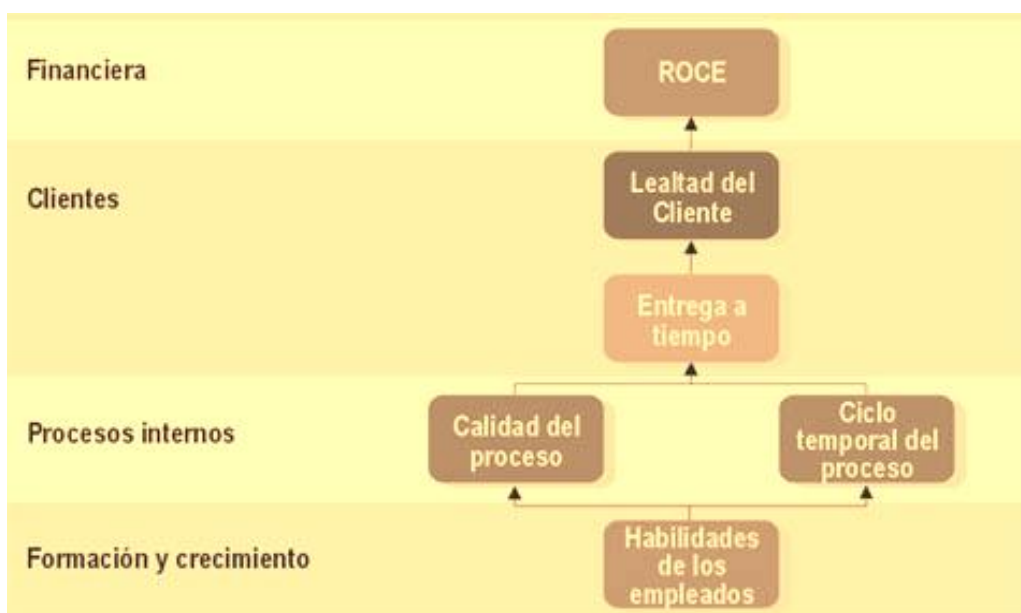 Financiera
ROCE
Clientes
Lealtad del
Cliente
Entrega a
tiempo
Procesos internos
Calidad del
proceso
Ciclo
temporal del
proceso
Formación y crecimiento
Habilidades
de los
empleados